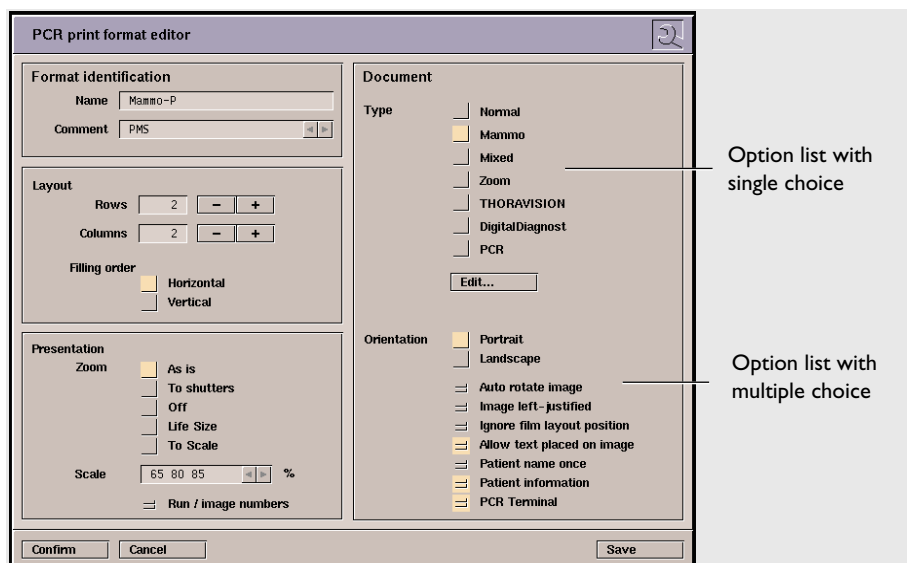 PCR print format editor
Format identification
Name Mammo-P
Comment PMS
Layout
Rows 2 - +
Columns 2 - +
Filling order
Horizontal
Vertical
Presentation
Zoom
As is
To shutters
Off
Life Size
To Scale
Scale 65 80 85 %
Run / image numbers
Document
Type
Normal
Mammo
Mixed
Zoom
THORAVISION
DigitalDiagnost
PCR
Edit...
Orientation
Portrait
Landscape
Auto rotate image
Image left-justified
Ignore film layout position
Allow text placed on image
Patient name once
Patient information
PCR Terminal
Confirm Cancel Save
Option list with
single choice
Option list with
multiple choice